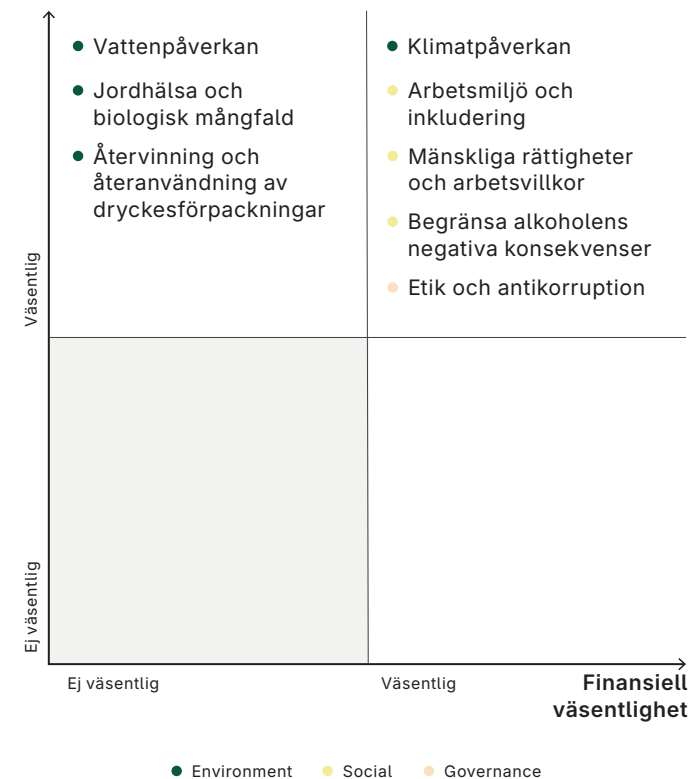 Vattenpåverkan
Jordhälsa och
biologisk mångfald
Återvinning och
återanvändning av
dryckesförpackningar
Klimatpåverkan
Arbetsmiljö och
inkludering
Mänskliga rättigheter
och arbetsvillkor
Begränsa alkoholens
negativa konsekvenser
Etik och antikorruption
Väsentlig
Ej väsentlig
Ej väsentlig
Väsentlig
Finansiell
väsentlighet
Environment
Social
Governance